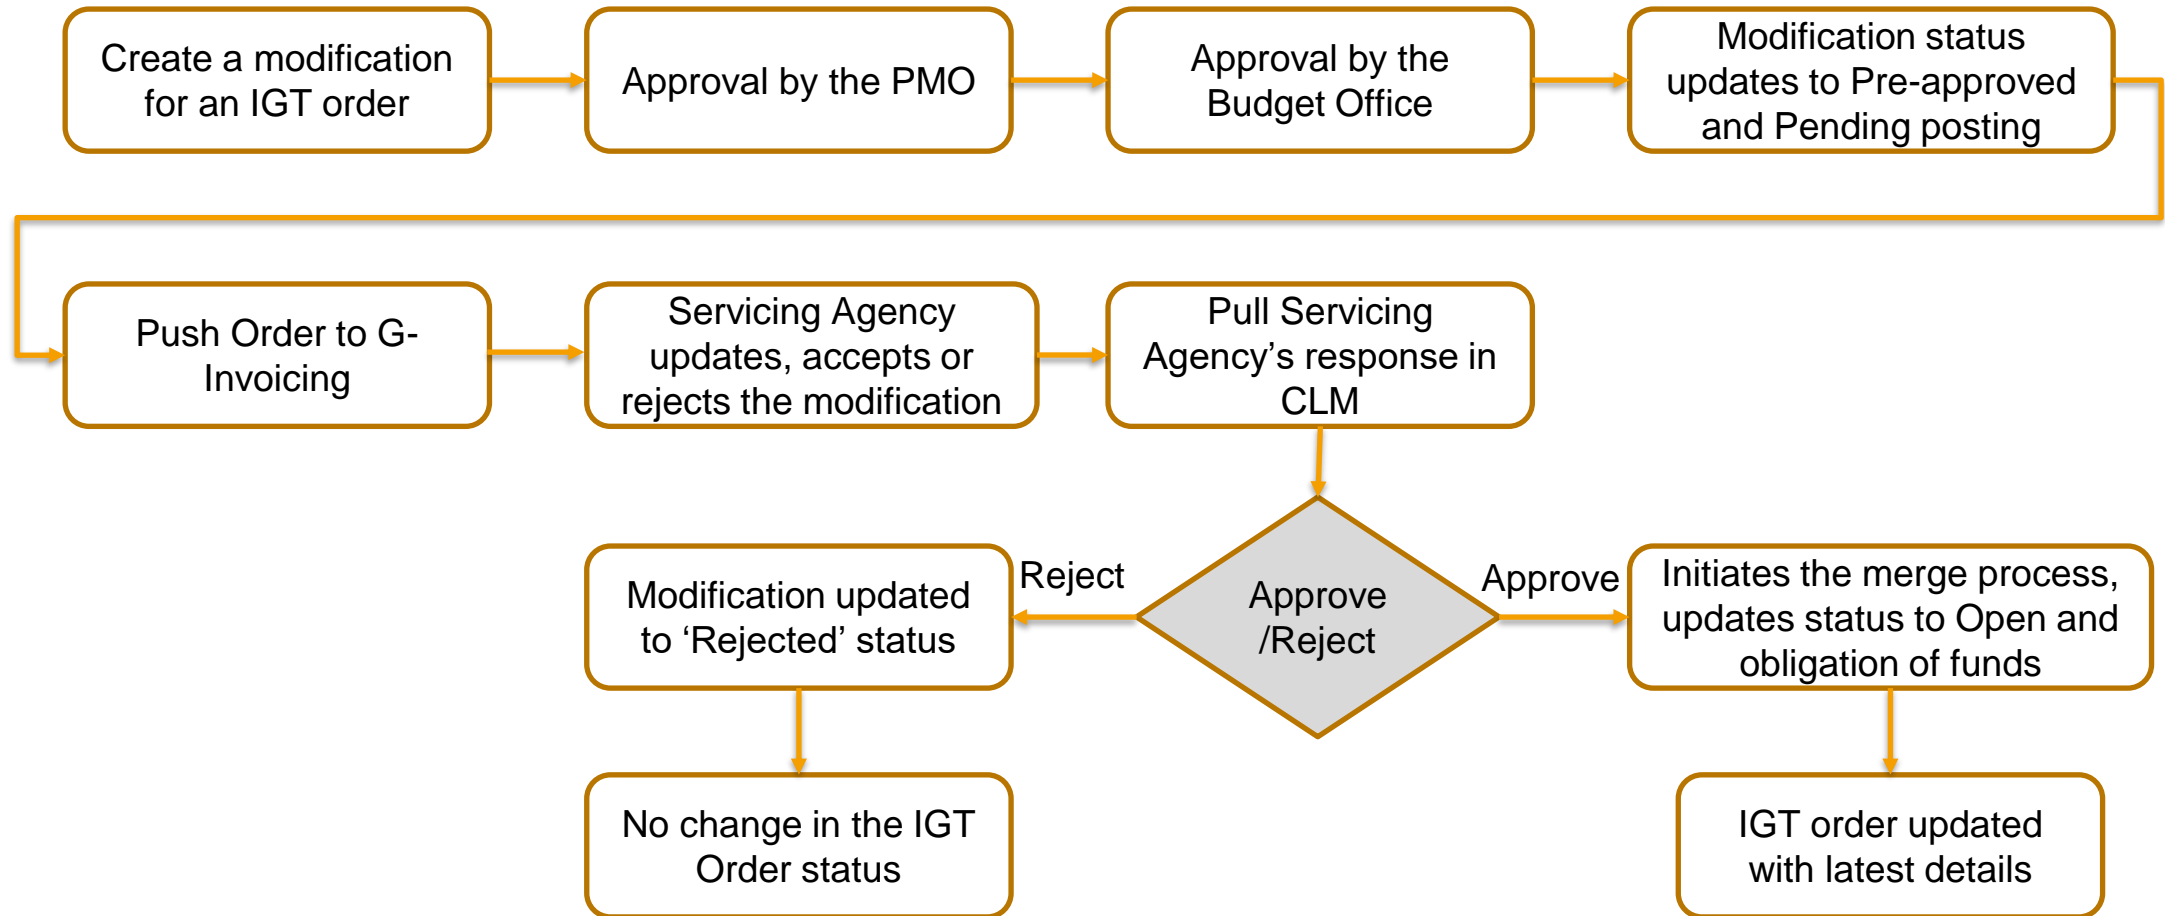 Create a modification
for an IGT order
Approval by the PMO
Approval by the
Budget Office
Modification status
updates to Pre-approved
and Pending posting
Push Order to G-
Invoicing
Servicing Agency
updates, accepts or
rejects the modification
Pull Servicing
Agency’s response in
CLM
Approve
/Reject
Reject
Approve
Modification updated
to ‘Rejected’ status
Initiates the merge process,
updates status to Open and
obligation of funds
No change in the IGT
Order status
IGT order updated
with latest details